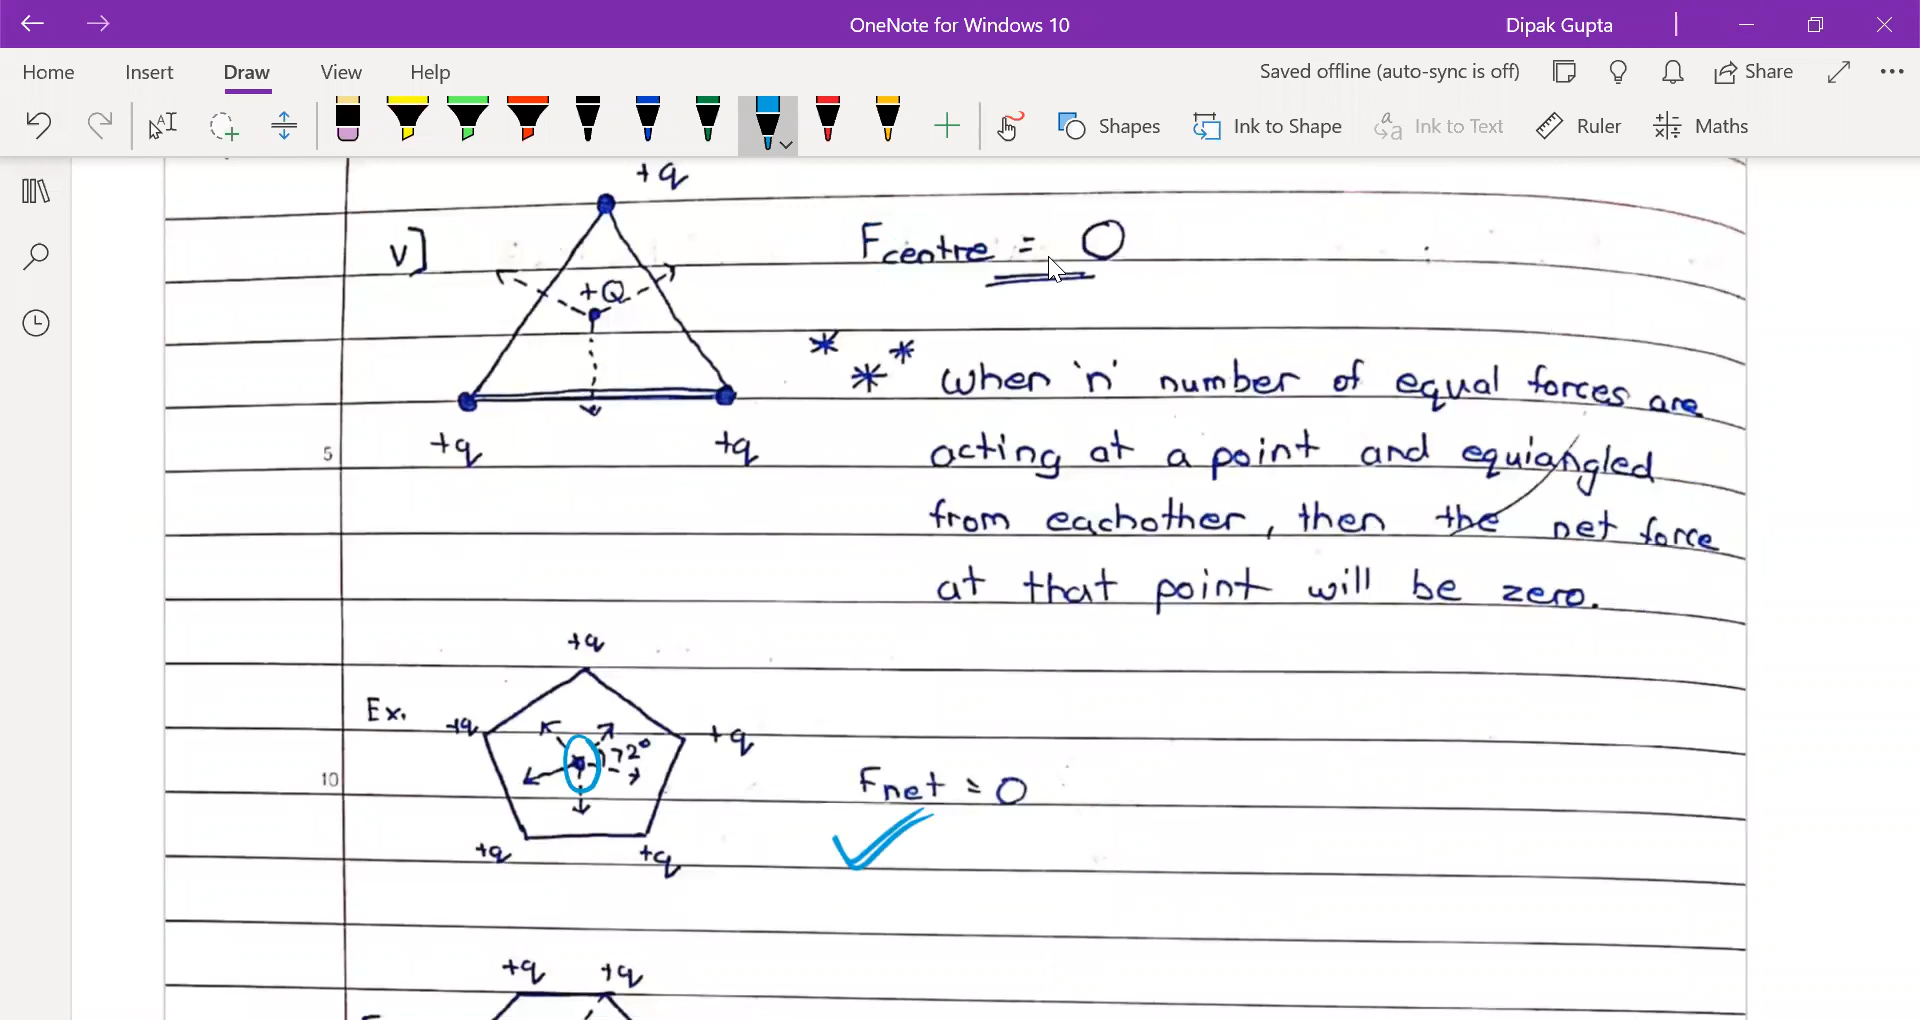 OneNote for Windows 10
Dipak Gupta
Home Insert Draw View Help
Saved offline (auto-sync is off)
Share
Shapes
Ink to Shape
Ink to Text
Ruler
Maths
+q
v]
+Q
+q
+q
Fcentre = 0
When 'n' number of equal forces are
acting at a point and equiangled
from eachother, then the net force
at that point will be zero.
5
+q
Ex.
+q
+q
72°
+q
+q
Fnet = 0
10
+q
+q